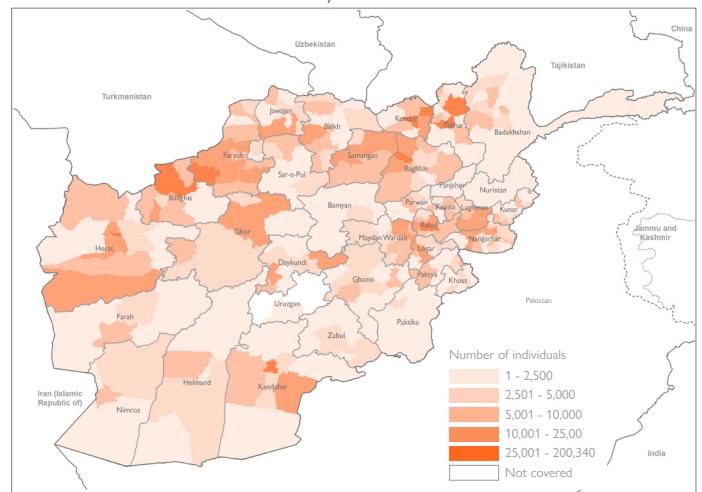 China
Uzbekistan
Tajikistan
Turkmenistan
Jawzjan
Balkh
Kunduz
Takhar
Badakhshan
Faryab
Samangan
Baghlan
Sar-e-Pul
Panjsher
Nuristan
Badghis
Bamyan
Parwan
Kapisa
Laghman
Kunar
Kabul
Jammu and
Kashmir
Herat
Ghor
Maydan Wardak
Nangarhar
Logar
Daykundi
Ghazni
Paktya
Khost
Uruzgan
Pakistan
Farah
Paktika
Zabul
Number of individuals
1 - 2,500
2,501 - 5,000
5,001 - 10,000
10,001 - 25,00
25,001 - 200,340
Not covered
Helmand
Kandahar
Iran (Islamic
Republic of)
Nimroz
India